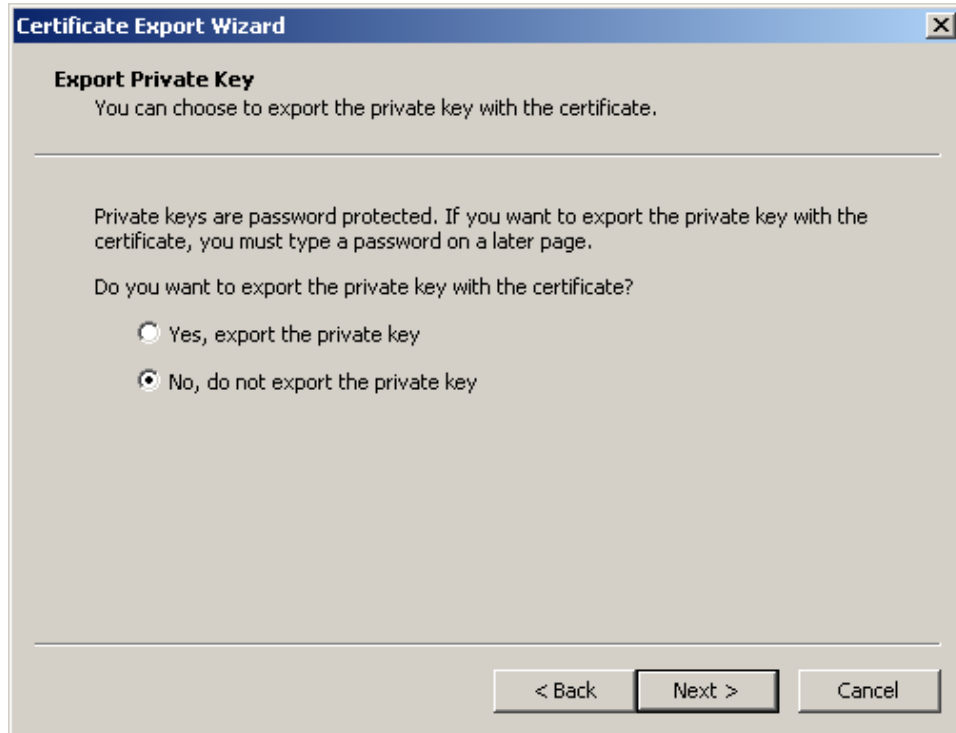 Certificate Export Wizard
Export Private Key
You can choose to export the private key with the certificate.
Private keys are password protected. If you want to export the private key with the
certificate, you must type a password on a later page.
Do you want to export the private key with the certificate?
Yes, export the private key
No, do not export the private key
< Back Next > Cancel